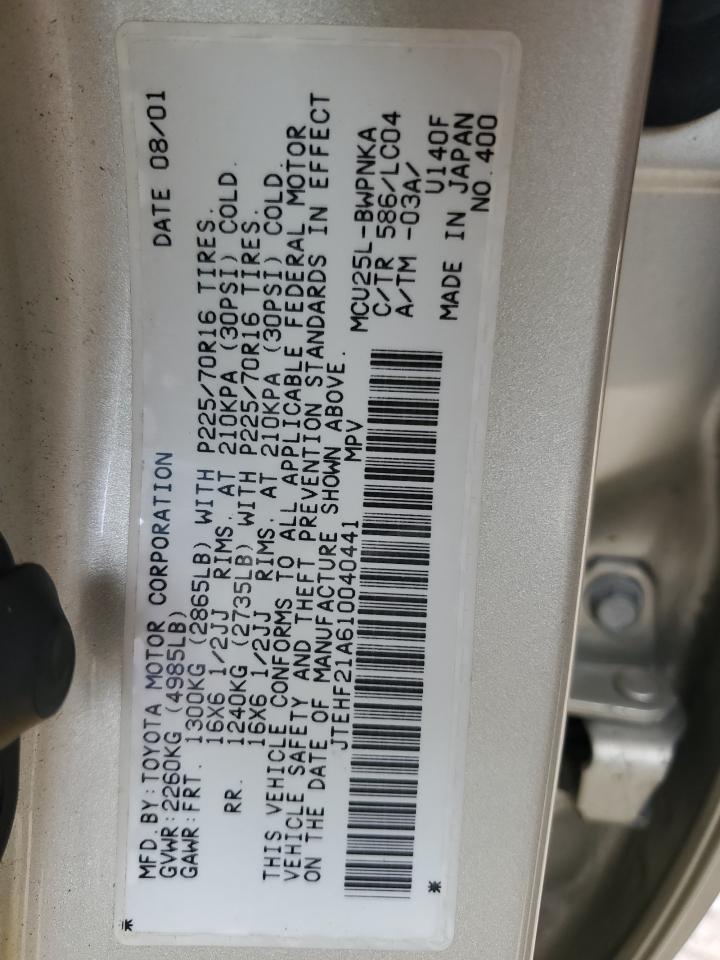 MFD.BY:TOYOTA MOTOR CORPORATION DATE 08/01
GVWR:2260KG (4985LB)
GAWR:FRT. 1300KG (2865LB) WITH P225/70R16 TIRES.
16X6 1/2JJ RIMS. AT 210KPA (30PSI) COLD.
RR. 1240KG (2735LB) WITH P225/70R16 TIRES.
16X6 1/2JJ RIMS. AT 210KPA (30PSI) COLD.
THIS VEHICLE CONFORMS TO ALL APPLICABLE FEDERAL MOTOR
VEHICLE SAFETY AND THEFT PREVENTION STANDARDS IN EFFECT
ON THE DATE OF MANUFACTURE SHOWN ABOVE.
JTEHF21A610040441 MPV
MCU25L-BWPNKA
C/TR 586/LC04
A/TM -03A/
U140F
MADE IN JAPAN
NO.400